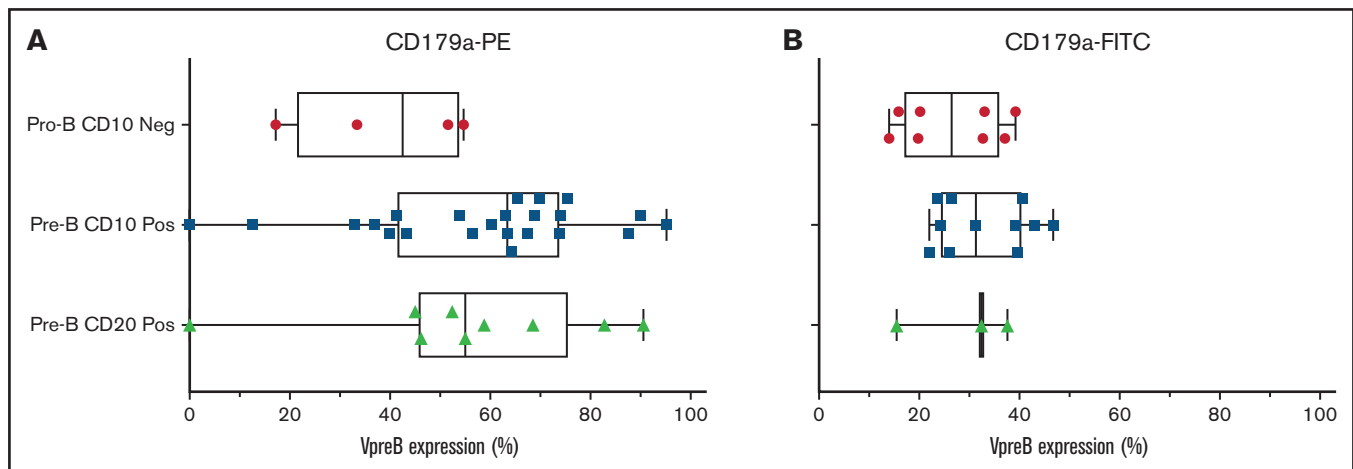 A
CD179a-PE
Pro-B CD10 Neg
Pre-B CD10 Pos
Pre-B CD20 Pos
0 20 40 60 80 100
VpreB expression (%)
B
CD179a-FITC
0 20 40 60 80 100
VpreB expression (%)